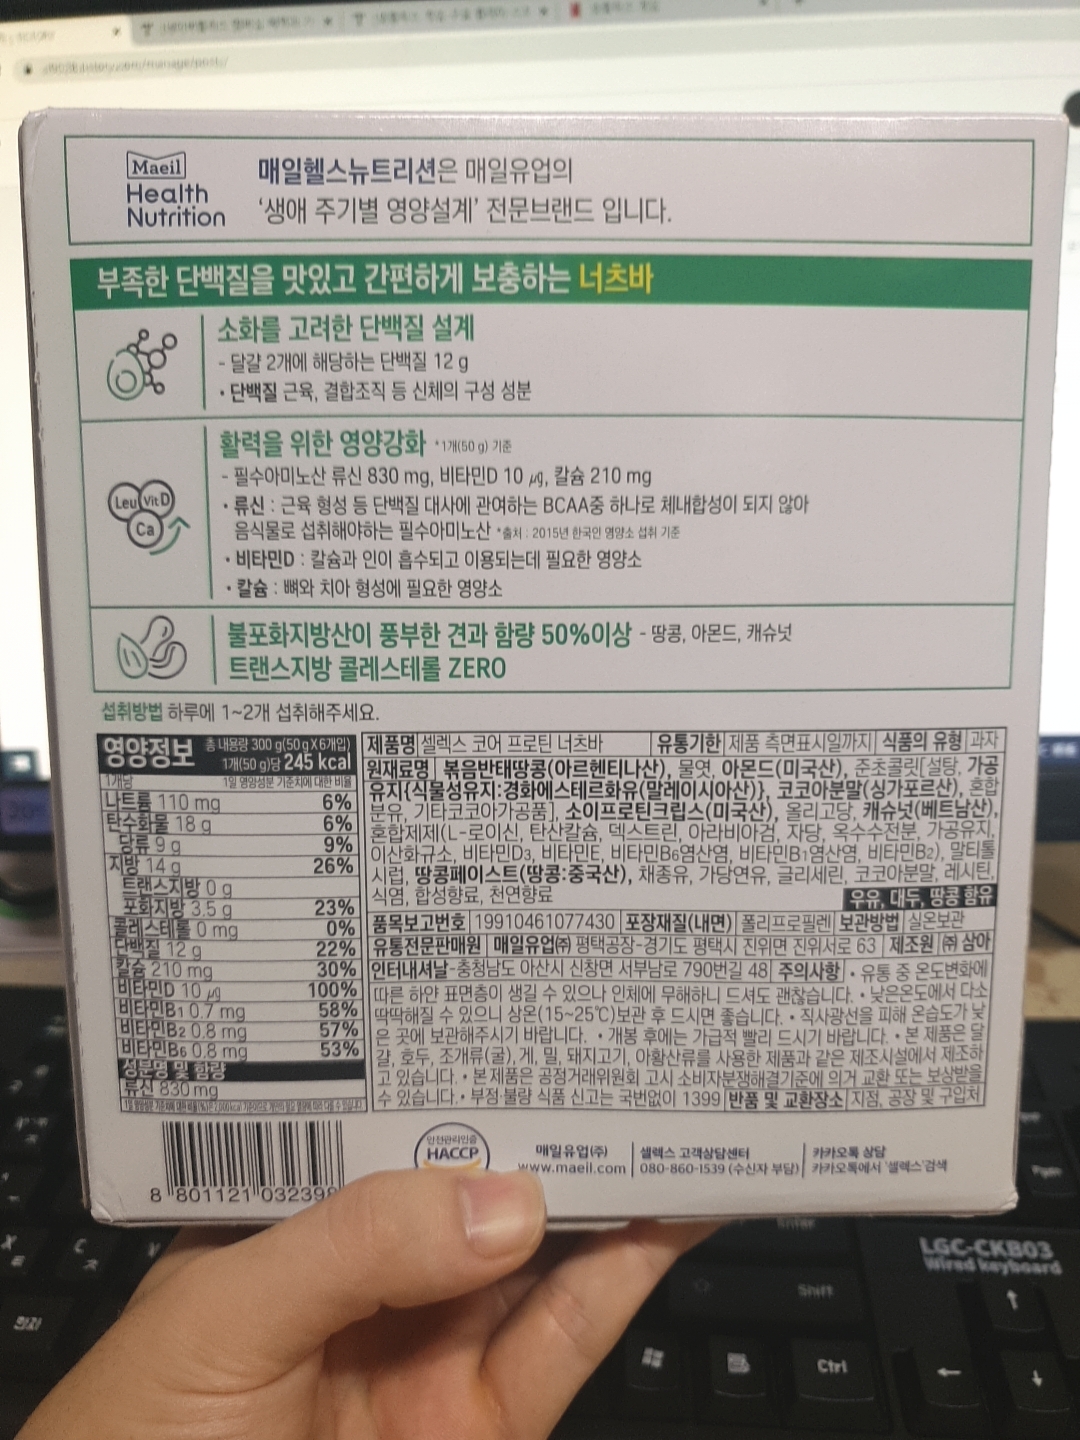 Maeil
Health
Nutrition
매일헬스뉴트리션은 매일유업의
'생애 주기별 영양설계' 전문브랜드 입니다.
부족한 단백질을 맛있고 간편하게 보충하는 너츠바
소화를 고려한 단백질 설계
- 달걀 2개에 해당하는 단백질 12 g
• 단백질 근육, 결합조직 등 신체의 구성 성분
Leu Vit D
Ca
활력을 위한 영양강화 *1개(50 g) 기준
- 필수아미노산 류신 830 mg, 비타민D 10 ㎍, 칼슘 210 mg
• 류신 : 근육 형성 등 단백질 대사에 관여하는 BCAA중 하나로 체내합성이 되지 않아
음식물로 섭취해야하는 필수아미노산 *출처 : 2015년 한국인 영양소 섭취 기준
• 비타민D : 칼슘과 인이 흡수되고 이용되는데 필요한 영양소
• 칼슘 : 뼈와 치아 형성에 필요한 영양소
불포화지방산이 풍부한 견과 함량 50%이상 - 땅콩, 아몬드, 캐슈넛
트랜스지방 콜레스테롤 ZERO
섭취방법 하루에 1~2개 섭취해주세요.
영양정보 총 내용량 300 g(50 g X 6개입)
1개(50 g)당 245 kcal
1개당 1일 영양성분 기준치에 대한 비율
나트륨 110 mg 6%
탄수화물 18 g 6%
당류 9 g 9%
지방 14 g 26%
트랜스지방 0 g
포화지방 3.5 g 23%
콜레스테롤 0 mg 0%
단백질 12 g 22%
칼슘 210 mg 30%
비타민D 10 ㎍ 100%
비타민B1 0.7 mg 58%
비타민B2 0.8 mg 57%
비타민B6 0.8 mg 53%
성분명 및 함량
류신 830 mg
제품명 셀렉스 코어 프로틴 너츠바 유통기한 제품 측면표시일까지 식품의 유형 과자
원재료명 볶음반태땅콩(아르헨티나산), 물엿, 아몬드(미국산), 준초콜릿[설탕, 가공
유지{식물성유지:경화에스테르화유(말레이시아산)}, 코코아분말(싱가포르산), 혼합
분유, 기타코코아가공품], 소이프로틴크립스(미국산), 올리고당, 캐슈넛(베트남산),
혼합제제(L-로이신, 탄산칼슘, 덱스트린, 아라비아검, 자당, 옥수수전분, 가공유지,
이산화규소, 비타민D3, 비타민E, 비타민B6염산염, 비타민B1염산염, 비타민B2), 말티톨
시럽, 땅콩페이스트(땅콩:중국산), 채종유, 가당연유, 글리세린, 코코아분말, 레시틴,
식염, 합성향료, 천연향료 우유, 대두, 땅콩 함유
품목보고번호 19910461077430 포장재질(내면) 폴리프로필렌 보관방법 실온보관
유통전문판매원 매일유업㈜ 평택공장-경기도 평택시 진위면 진위서로 63 제조원 ㈜ 삼아
인터내셔날-충청남도 아산시 신창면 서부남로 790번길 48 주의사항 • 유통 중 온도변화에
따른 하얀 표면층이 생길 수 있으나 인체에 무해하니 드셔도 괜찮습니다. • 낮은온도에서 다소
딱딱해질 수 있으니 상온(15~25℃)보관 후 드시면 좋습니다. • 직사광선을 피해 온습도가 낮
은 곳에 보관해주시기 바랍니다. • 개봉 후에는 가급적 빨리 드시기 바랍니다. • 본 제품은 달
걀, 호두, 조개류(굴), 게, 밀, 돼지고기, 아황산류를 사용한 제품과 같은 제조시설에서 제조하
고 있습니다. • 본 제품은 공정거래위원회 고시 소비자분쟁해결기준에 의거 교환 또는 보상받을
수 있습니다. • 부정·불량 식품 신고는 국번없이 1399 반품 및 교환장소 지점, 공장 및 구입처
8 801121 032398
안전관리인증
HACCP
매일유업(주)
www.maeil.com
셀렉스 고객상담센터
080-860-1539 (수신자 부담)
카카오톡 상담
카카오톡에서 '셀렉스' 검색
LGC-CKB03
Wired keyboard
Shift
Ctrl
한자